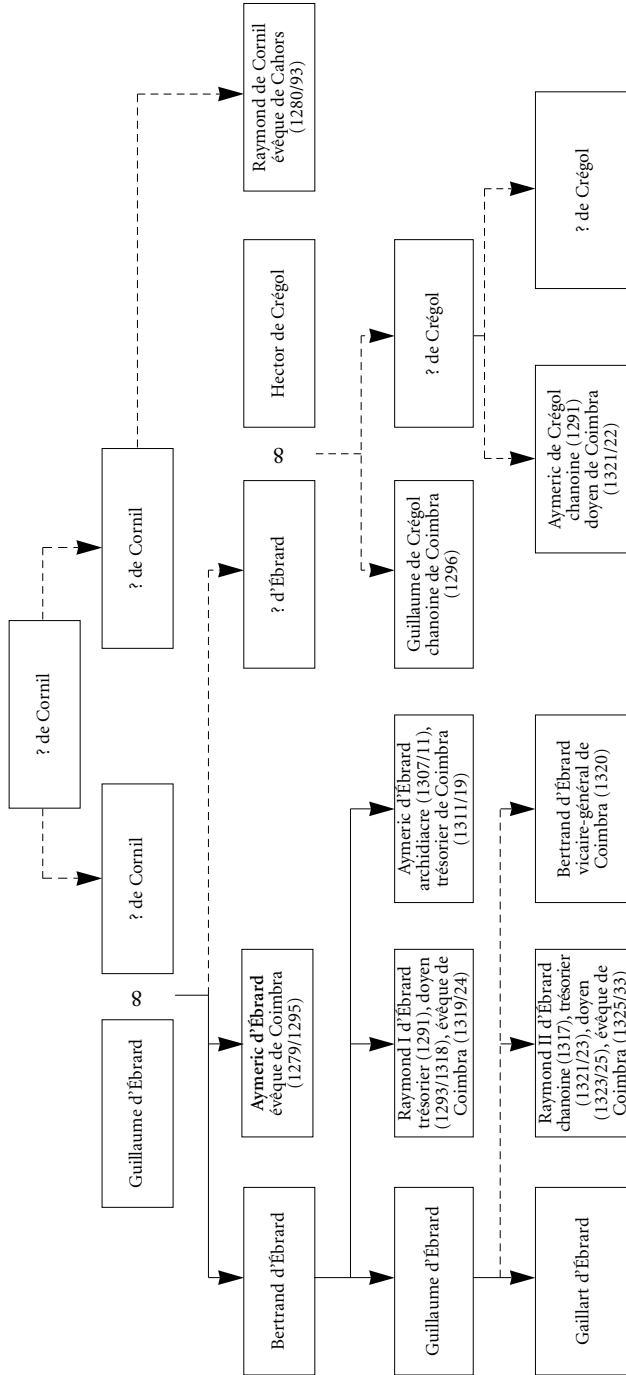 ? de Cornil
Guillaume d'Ébrard
∞
? de Cornil
? de Cornil
Bertrand d'Ébrard
Aymeric d'Ébrard
évêque de Coimbra
(1279/1295)
? d'Ébrard
∞
Hector de Crégol
Raymond de Cornil
évêque de Cahors
(1280/93)
Guillaume d'Ébrard
Raymond I d'Ébrard
trésorier (1291), doyen
(1293/1318), évêque de
Coimbra (1319/24)
Aymeric d'Ébrard
archidiacre (1307/11),
trésorier de Coimbra
(1311/19)
Guillaume de Crégol
chanoine de Coimbra
(1296)
? de Crégol
Gaillart d'Ébrard
Raymond II d'Ébrard
chanoine (1317), trésorier
(1321/23), doyen
(1323/25), évêque de
Coimbra (1325/33)
Bertrand d'Ébrard
vicaire-général de
Coimbra (1320)
Aymeric de Crégol
chanoine (1291)
doyen de Coimbra
(1321/22)
? de Crégol